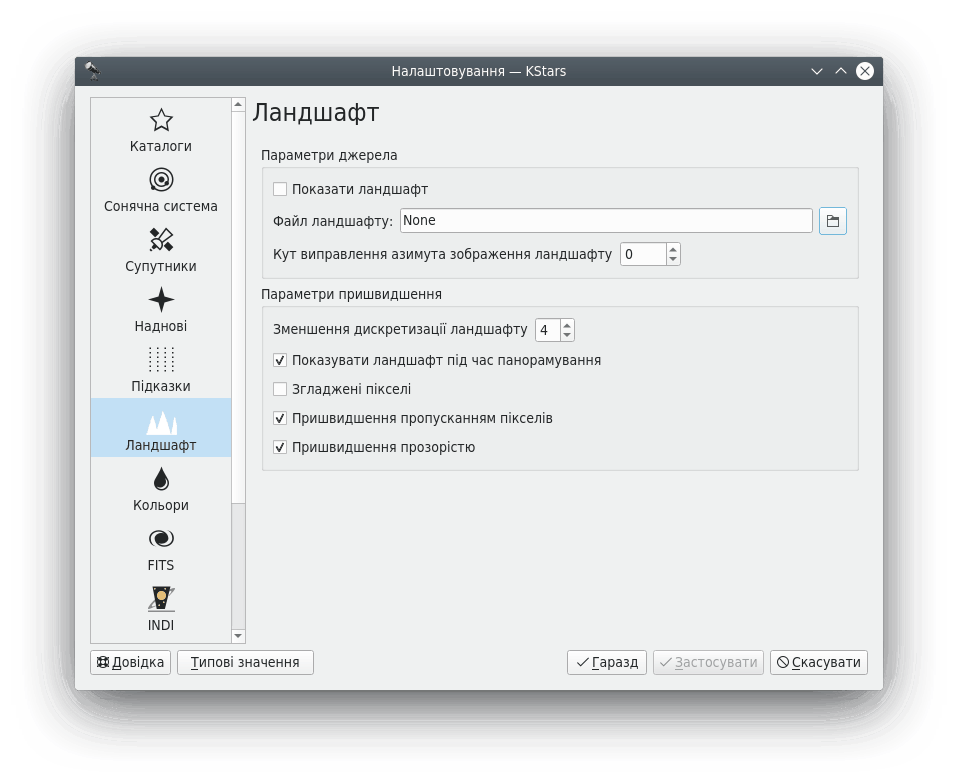 Налаштовування — KStars
Каталоги
Сонячна система
Супутники
Наднові
Підказки
Ландшафт
Кольори
FITS
INDI
Ландшафт
Параметри джерела
Показати ландшафт
Файл ландшафту: None
Кут виправлення азимута зображення ландшафту 0
Параметри пришвидшення
Зменшення дискретизації ландшафту 4
Показувати ландшафт під час панорамування
Згладжені пікселі
Пришвидшення пропусканням пікселів
Пришвидшення прозорістю
Довідка Типові значення Гаразд Застосувати Скасувати